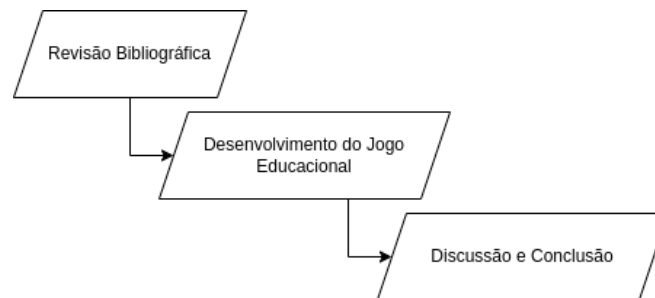 Revisão Bibliográfica
Desenvolvimento do Jogo
Educacional
Discussão e Conclusão